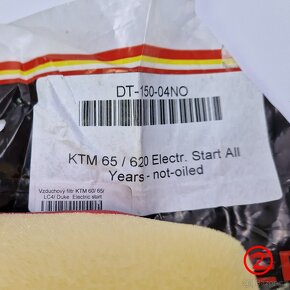 DT-150-04NO
KTM 65 / 620 Electr. Start All
Years - not-oiled
Vzduchový filtr KTM 60/ 65/
LC4/ Duke Electric start